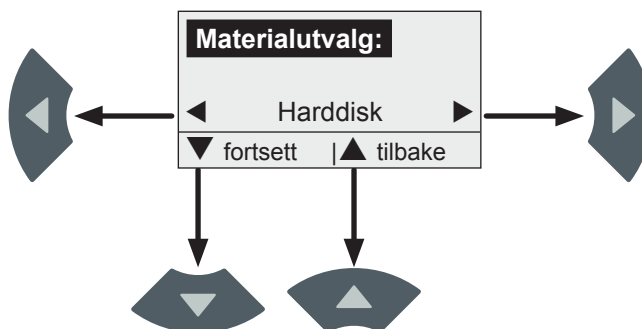 Materialutvalg:
◄ Harddisk ►
▼ fortsett |▲ tilbake